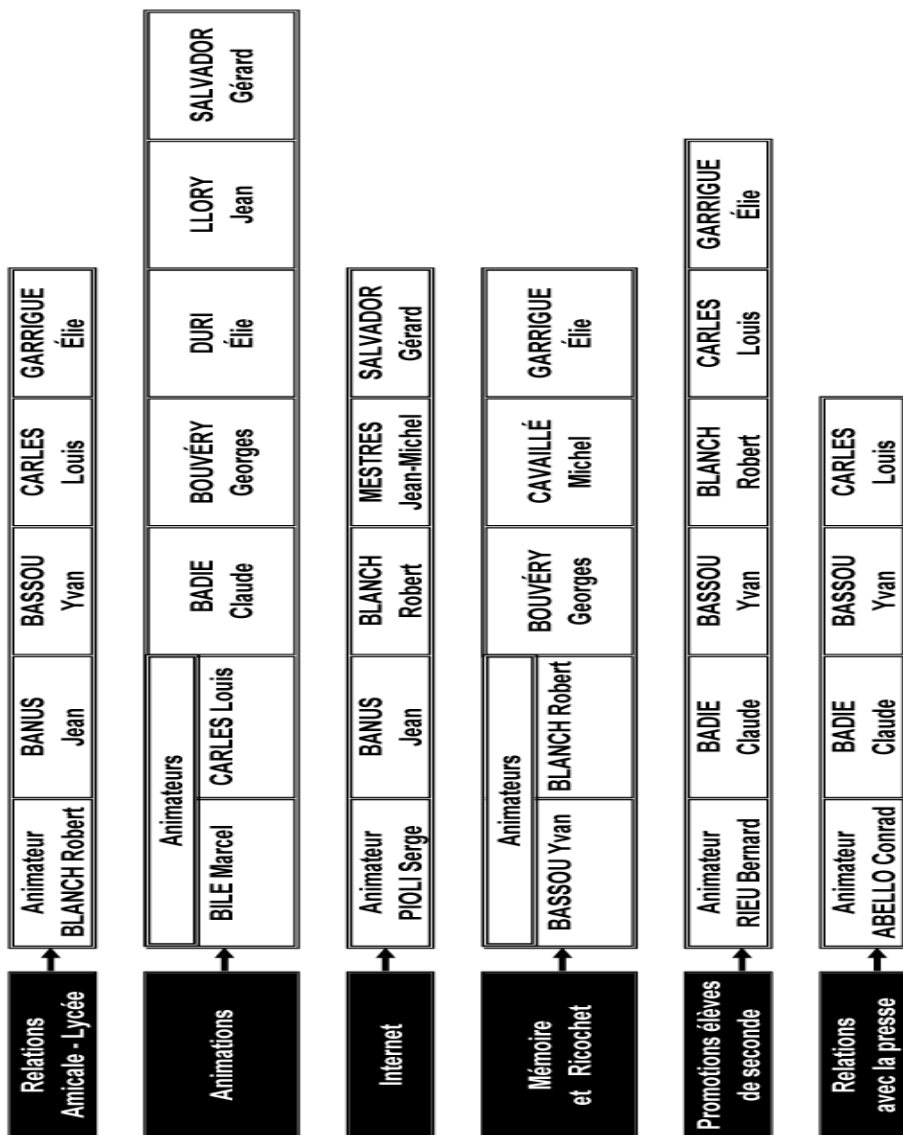 Relations
Amicale - Lycée
Animateur
BLANCH Robert
BANUS
Jean
BASSOU
Yvan
CARLES
Louis
GARRIGUE
Élie
Animations
Animateurs
BILE Marcel
CARLES Louis
BADIE
Claude
BOUVÉRY
Georges
DURI
Élie
LLORY
Jean
SALVADOR
Gérard
Internet
Animateur
PIOLI Serge
BANUS
Jean
BLANCH
Robert
MESTRES
Jean-Michel
SALVADOR
Gérard
Mémoire
et Ricochet
Animateurs
BASSOU Yvan
BLANCH Robert
BOUVÉRY
Georges
CAVAILLÉ
Michel
GARRIGUE
Élie
Promotions élèves
de seconde
Animateur
RIEU Bernard
BADIE
Claude
BASSOU
Yvan
BLANCH
Robert
CARLES
Louis
GARRIGUE
Élie
Relations
avec la presse
Animateur
ABELLO Conrad
BADIE
Claude
BASSOU
Yvan
CARLES
Louis